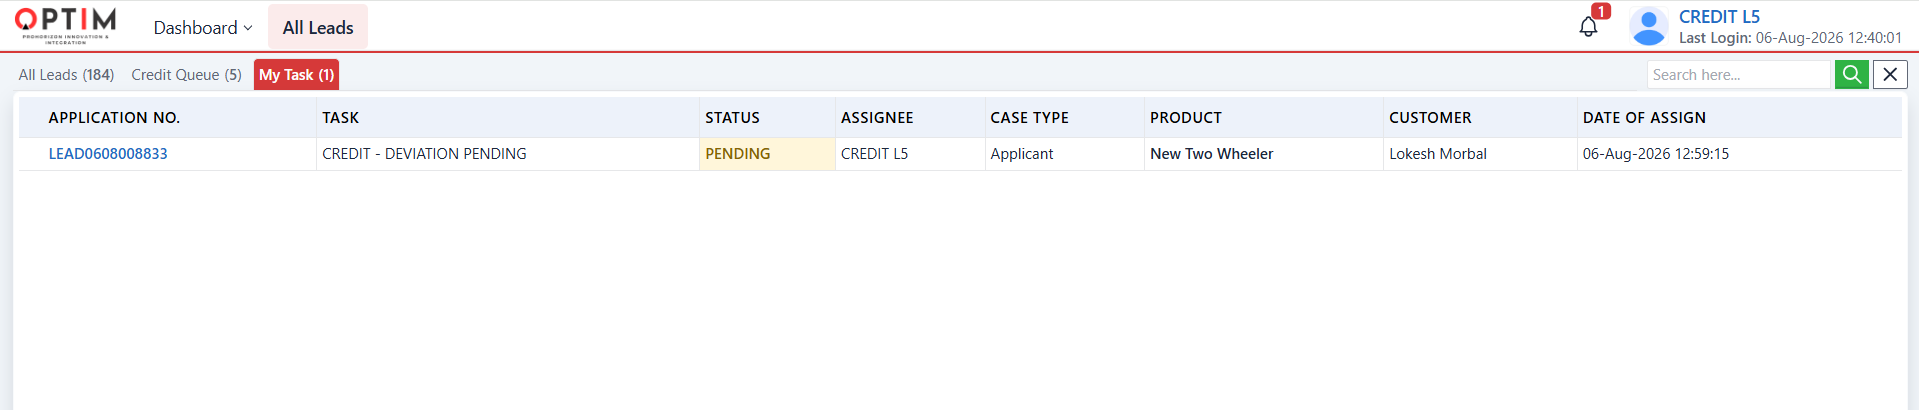 OPTIM
PROHORIZON INNOVATION &
INTEGRATION
Dashboard
All Leads
1
CREDIT L5
Last Login: 06-Aug-2026 12:40:01
All Leads (184)
Credit Queue (5)
My Task (1)
Search here...
APPLICATION NO. TASK STATUS ASSIGNEE CASE TYPE PRODUCT CUSTOMER DATE OF ASSIGN
LEAD0608008833 CREDIT - DEVIATION PENDING PENDING CREDIT L5 Applicant New Two Wheeler Lokesh Morbal 06-Aug-2026 12:59:15